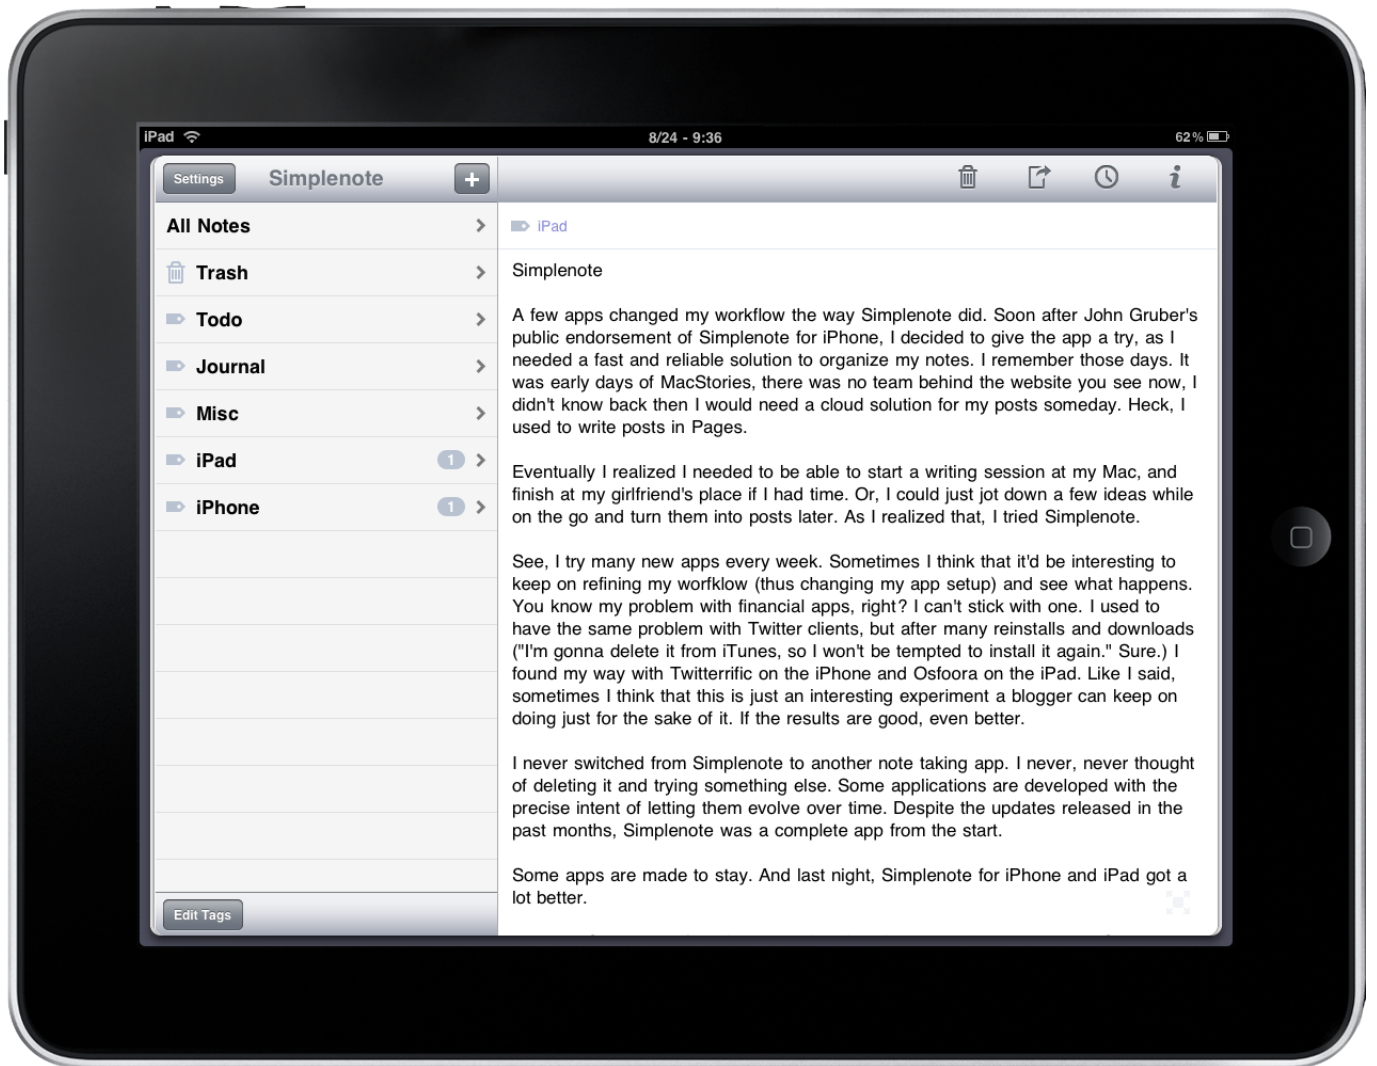 iPad
8/24 - 9:36
62%
Settings
Simplenote
+
All Notes
Trash
Todo
Journal
Misc
iPad 1
iPhone 1
Edit Tags
iPad
Simplenote
A few apps changed my workflow the way Simplenote did. Soon after John Gruber's
public endorsement of Simplenote for iPhone, I decided to give the app a try, as I
needed a fast and reliable solution to organize my notes. I remember those days. It
was early days of MacStories, there was no team behind the website you see now, I
didn't know back then I would need a cloud solution for my posts someday. Heck, I
used to write posts in Pages.
Eventually I realized I needed to be able to start a writing session at my Mac, and
finish at my girlfriend's place if I had time. Or, I could just jot down a few ideas while
on the go and turn them into posts later. As I realized that, I tried Simplenote.
See, I try many new apps every week. Sometimes I think that it'd be interesting to
keep on refining my worfklow (thus changing my app setup) and see what happens.
You know my problem with financial apps, right? I can't stick with one. I used to
have the same problem with Twitter clients, but after many reinstalls and downloads
("I'm gonna delete it from iTunes, so I won't be tempted to install it again." Sure.) I
found my way with Twitterrific on the iPhone and Osfoora on the iPad. Like I said,
sometimes I think that this is just an interesting experiment a blogger can keep on
doing just for the sake of it. If the results are good, even better.
I never switched from Simplenote to another note taking app. I never, never thought
of deleting it and trying something else. Some applications are developed with the
precise intent of letting them evolve over time. Despite the updates released in the
past months, Simplenote was a complete app from the start.
Some apps are made to stay. And last night, Simplenote for iPhone and iPad got a
lot better.